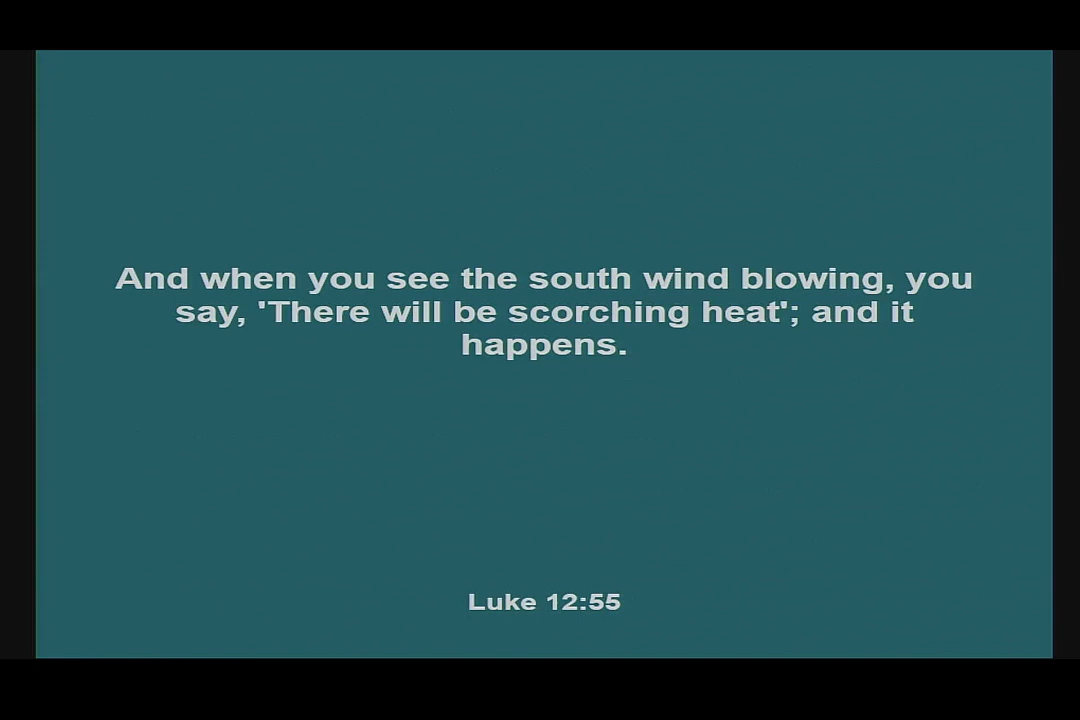 And when you see the south wind blowing, you
say, 'There will be scorching heat'; and it
happens.
Luke 12:55